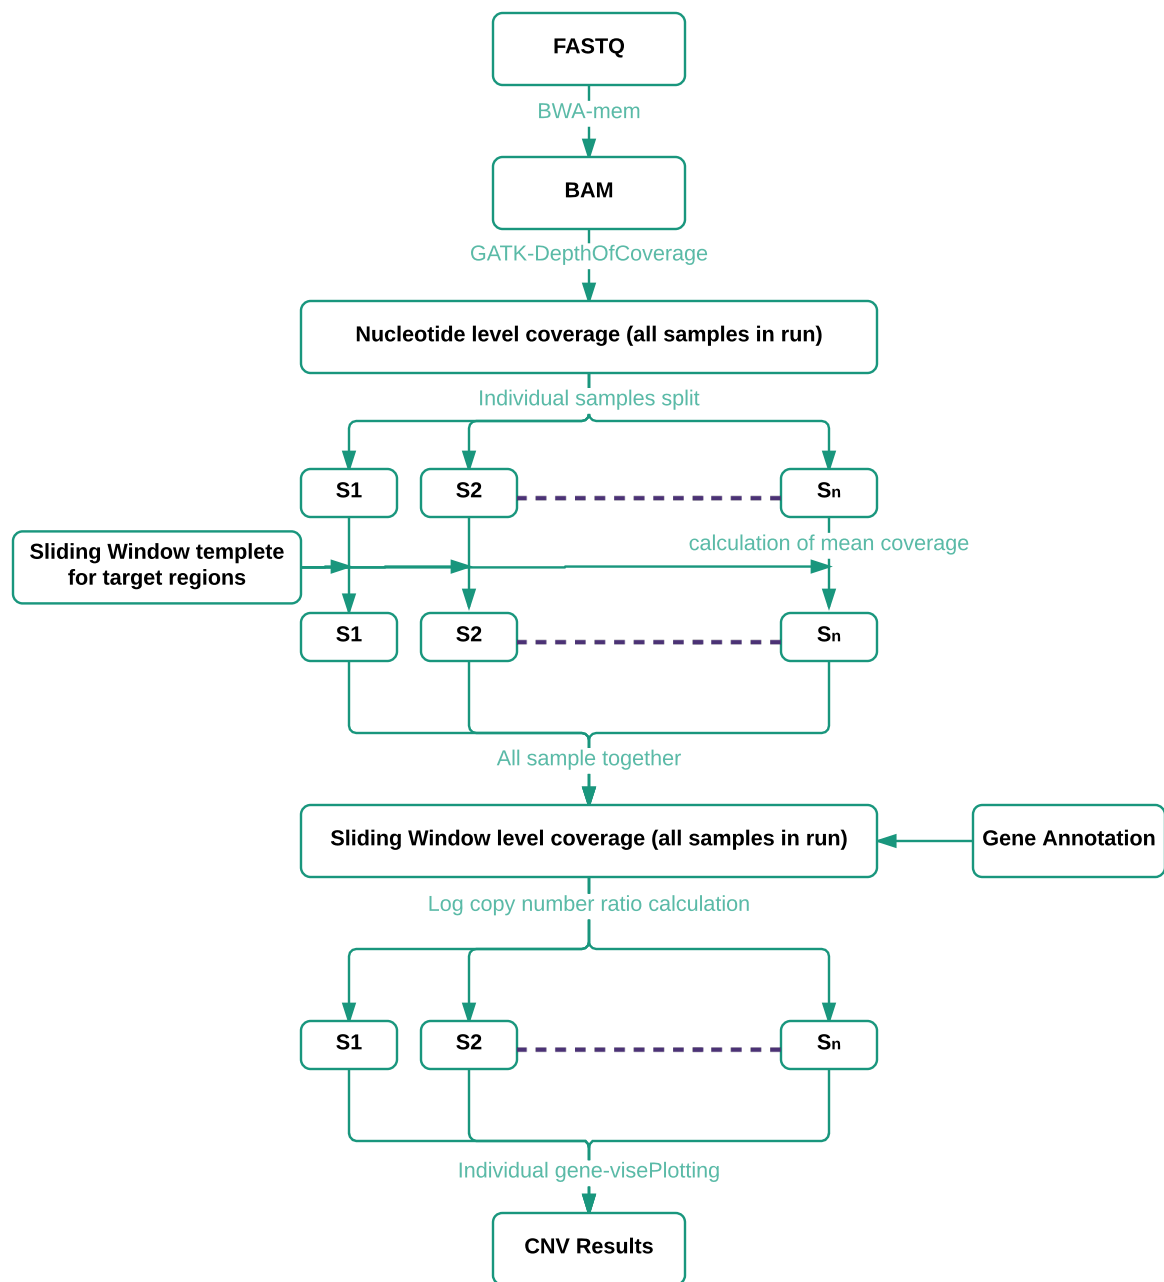 FASTQ
BWA-mem
BAM
GATK-DepthOfCoverage
Nucleotide level coverage (all samples in run)
Individual samples split
S1
S2
Sn
Sliding Window templete
for target regions
calculation of mean coverage
S1
S2
Sn
All sample together
Sliding Window level coverage (all samples in run)
Gene Annotation
Log copy number ratio calculation
S1
S2
Sn
Individual gene-visePlotting
CNV Results